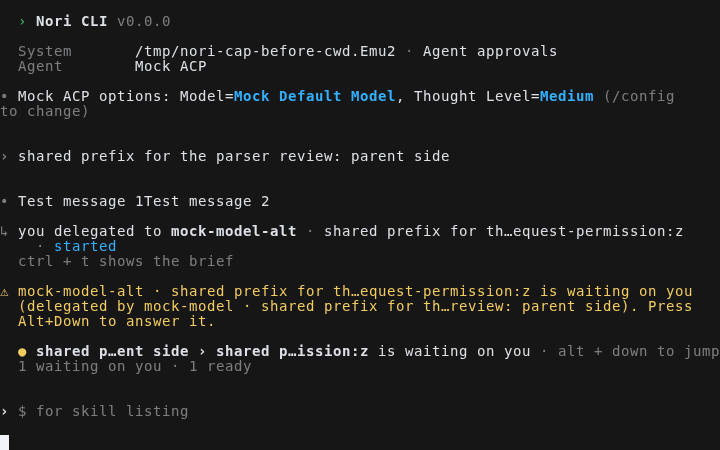 › Nori CLI v0.0.0
System /tmp/nori-cap-before-cwd.Emu2 · Agent approvals
Agent Mock ACP
• Mock ACP options: Model=Mock Default Model, Thought Level=Medium (/config
to change)
› shared prefix for the parser review: parent side
• Test message 1Test message 2
↳ you delegated to mock-model-alt · shared prefix for th…equest-permission:z
· started
ctrl + t shows the brief
⚠ mock-model-alt · shared prefix for th…equest-permission:z is waiting on you
(delegated by mock-model · shared prefix for th…review: parent side). Press
Alt+Down to answer it.
● shared p…ent side › shared p…ission:z is waiting on you · alt + down to jump
1 waiting on you · 1 ready
› $ for skill listing